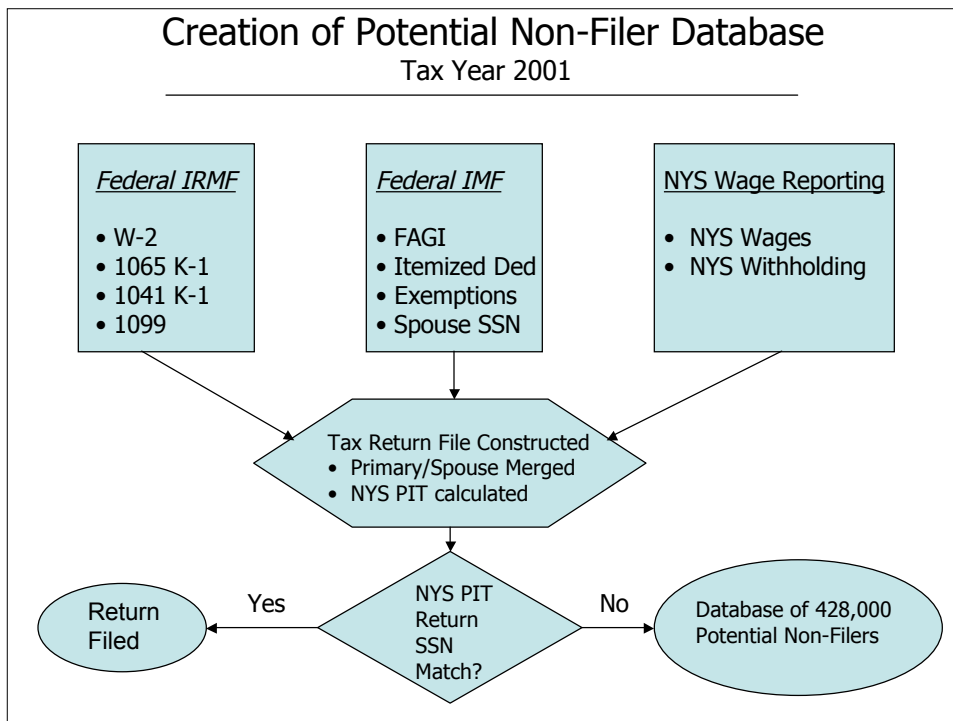 Creation of Potential Non-Filer Database
Tax Year 2001
Federal IRMF
• W-2
• 1065 K-1
• 1041 K-1
• 1099
Federal IMF
• FAGI
• Itemized Ded
• Exemptions
• Spouse SSN
NYS Wage Reporting
• NYS Wages
• NYS Withholding
Tax Return File Constructed
• Primary/Spouse Merged
• NYS PIT calculated
Return
Filed
Yes
NYS PIT
Return
SSN
Match?
No
Database of 428,000
Potential Non-Filers